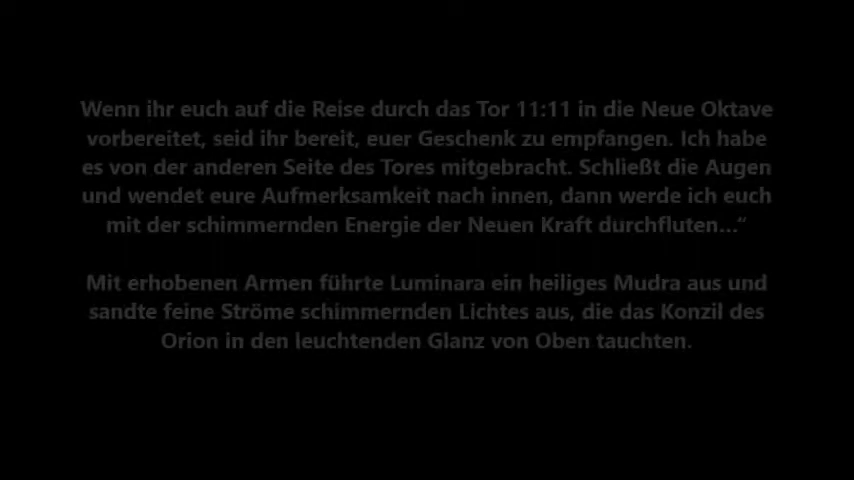 Wenn ihr euch auf die Reise durch das Tor 11:11 in die Neue Oktave
vorbereitet, seid ihr bereit, euer Geschenk zu empfangen. Ich habe
es von der anderen Seite des Tores mitgebracht. Schließt die Augen
und wendet eure Aufmerksamkeit nach innen, dann werde ich euch
mit der schimmernden Energie der Neuen Kraft durchfluten...“
Mit erhobenen Armen führte Luminara ein heiliges Mudra aus und
sandte feine Ströme schimmernden Lichtes aus, die das Konzil des
Orion in den leuchtenden Glanz von Oben tauchten.